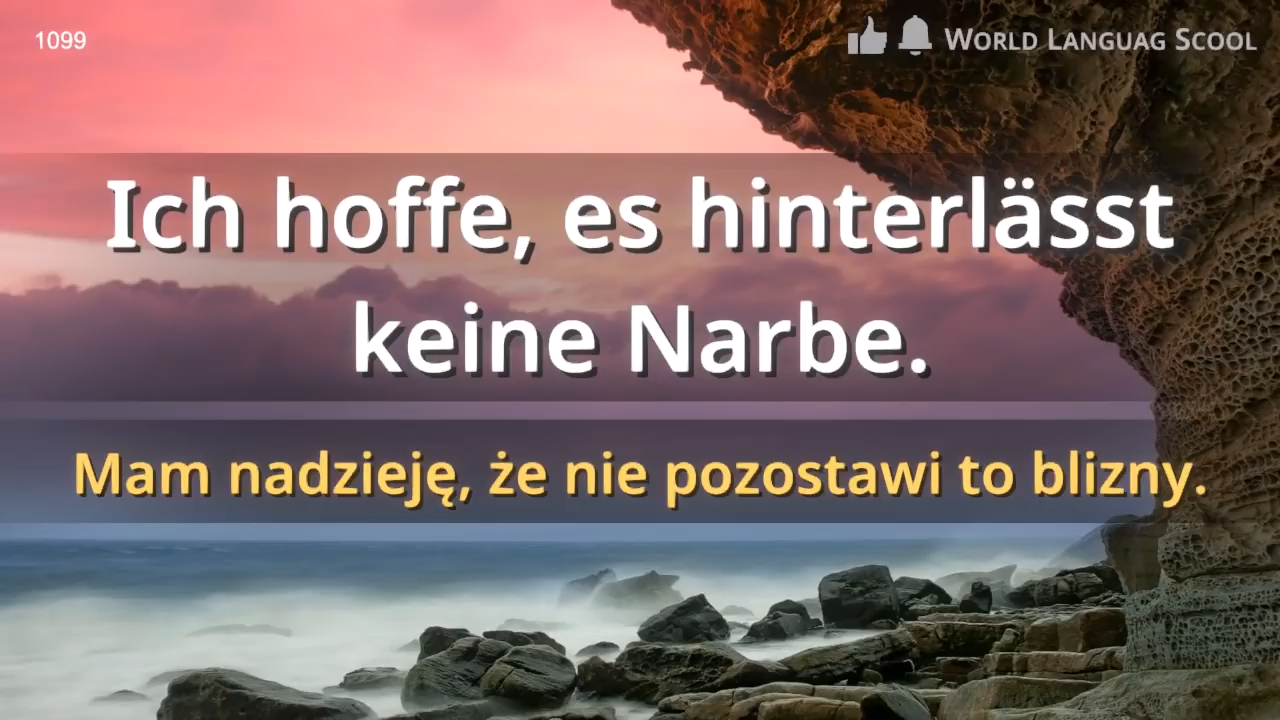 1099
World Languag Scool
Ich hoffe, es hinterlässt
keine Narbe.
Mam nadzieję, że nie pozostawi to blizny.